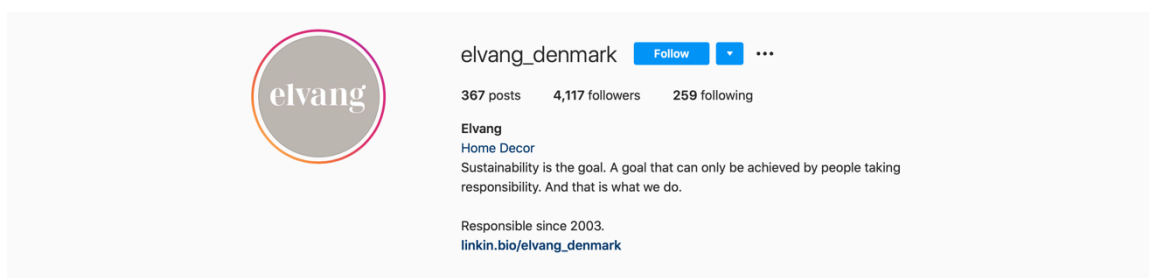 elvang
elvang_denmark Follow
367 posts 4,117 followers 259 following
Elvang
Home Decor
Sustainability is the goal. A goal that can only be achieved by people taking
responsibility. And that is what we do.
Responsible since 2003.
linkin.bio/elvang_denmark